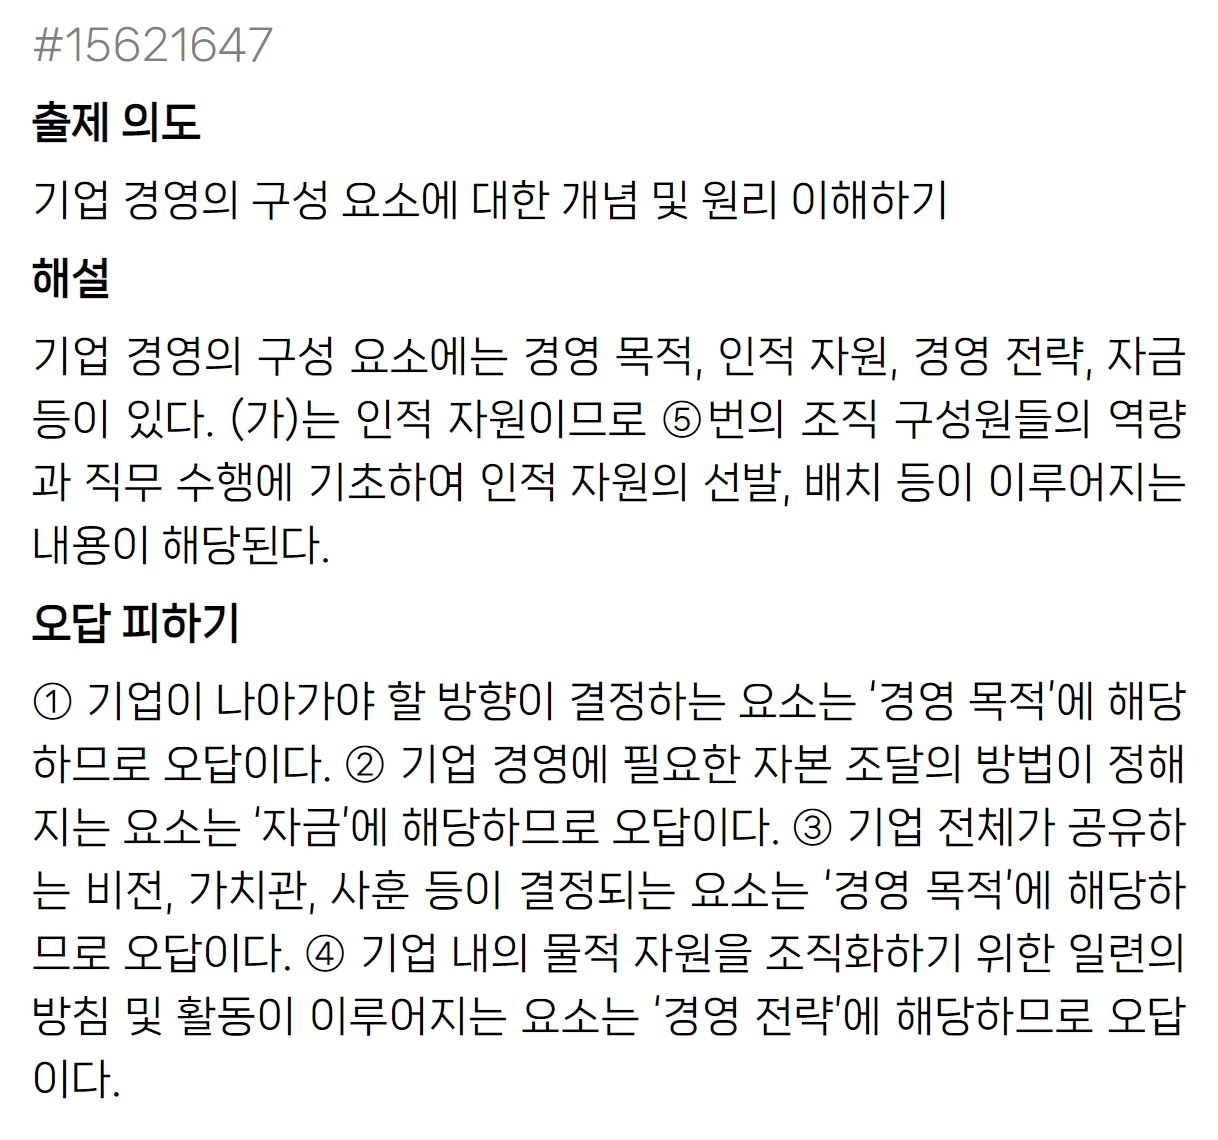 #15621647
출제 의도
기업 경영의 구성 요소에 대한 개념 및 원리 이해하기
해설
기업 경영의 구성 요소에는 경영 목적, 인적 자원, 경영 전략, 자금
등이 있다. (가)는 인적 자원이므로 ⑤번의 조직 구성원들의 역량
과 직무 수행에 기초하여 인적 자원의 선발, 배치 등이 이루어지는
내용이 해당된다.
오답 피하기
① 기업이 나아가야 할 방향이 결정하는 요소는 '경영 목적'에 해당
하므로 오답이다. ② 기업 경영에 필요한 자본 조달의 방법이 정해
지는 요소는 '자금'에 해당하므로 오답이다. ③ 기업 전체가 공유하
는 비전, 가치관, 사훈 등이 결정되는 요소는 '경영 목적'에 해당하
므로 오답이다. ④ 기업 내의 물적 자원을 조직화하기 위한 일련의
방침 및 활동이 이루어지는 요소는 '경영 전략'에 해당하므로 오답
이다.